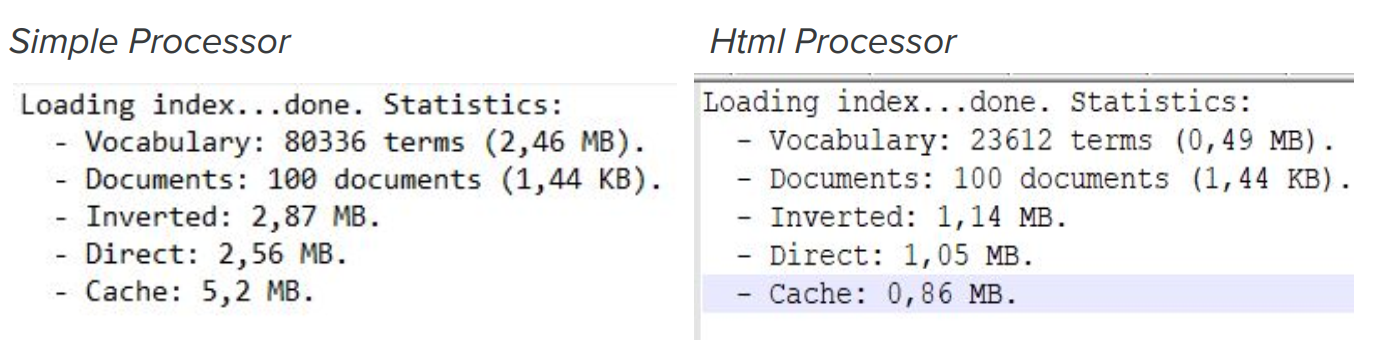 Simple Processor
Loading index...done. Statistics:
- Vocabulary: 80336 terms (2,46 MB).
- Documents: 100 documents (1,44 KB).
- Inverted: 2,87 MB.
- Direct: 2,56 MB.
- Cache: 5,2 MB.
Html Processor
Loading index...done. Statistics:
- Vocabulary: 23612 terms (0,49 MB).
- Documents: 100 documents (1,44 KB).
- Inverted: 1,14 MB.
- Direct: 1,05 MB.
- Cache: 0,86 MB.